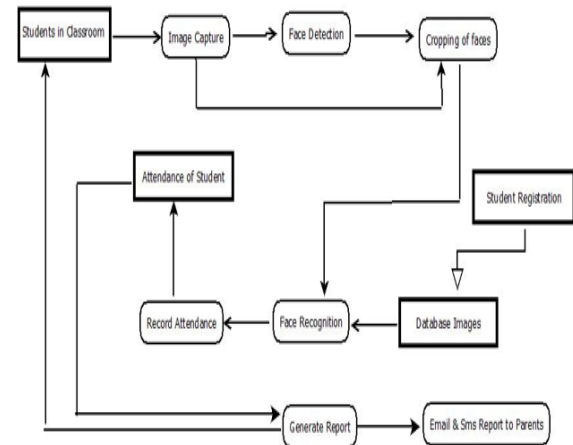 Students in Classroom
Image Capture
Face Detection
Cropping of faces
Attendance of Student
Student Registration
Record Attendance
Face Recognition
Database Images
Generate Report
Email & Sms Report to Parents